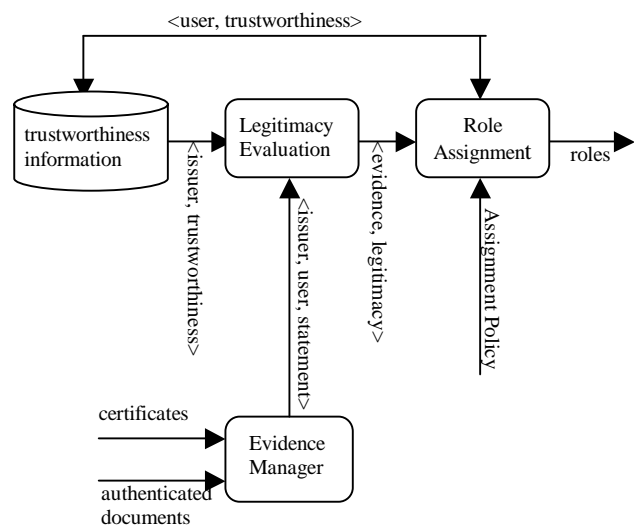 <user, trustworthiness>
trustworthiness
information
Legitimacy
Evaluation
Role
Assignment
roles
<issuer, trustworthiness>
<issuer, user, statement>
<evidence, legitimacy>
Assignment Policy
certificates
Evidence
Manager
authenticated
documents